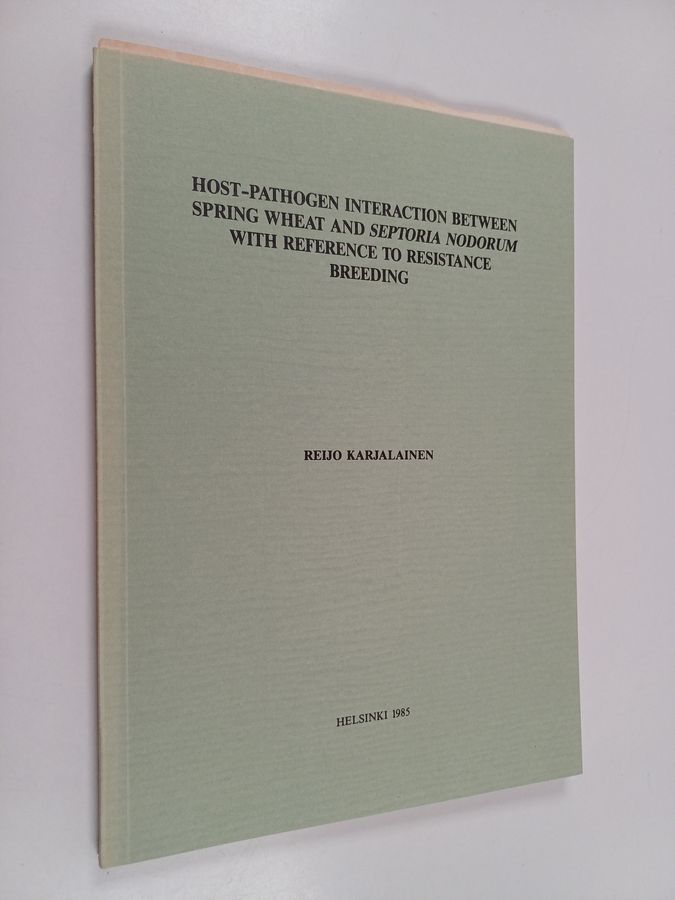 HOST-PATHOGEN INTERACTION BETWEEN
SPRING WHEAT AND SEPTORIA NODORUM
WITH REFERENCE TO RESISTANCE
BREEDING
REIJO KARJALAINEN
HELSINKI 1985